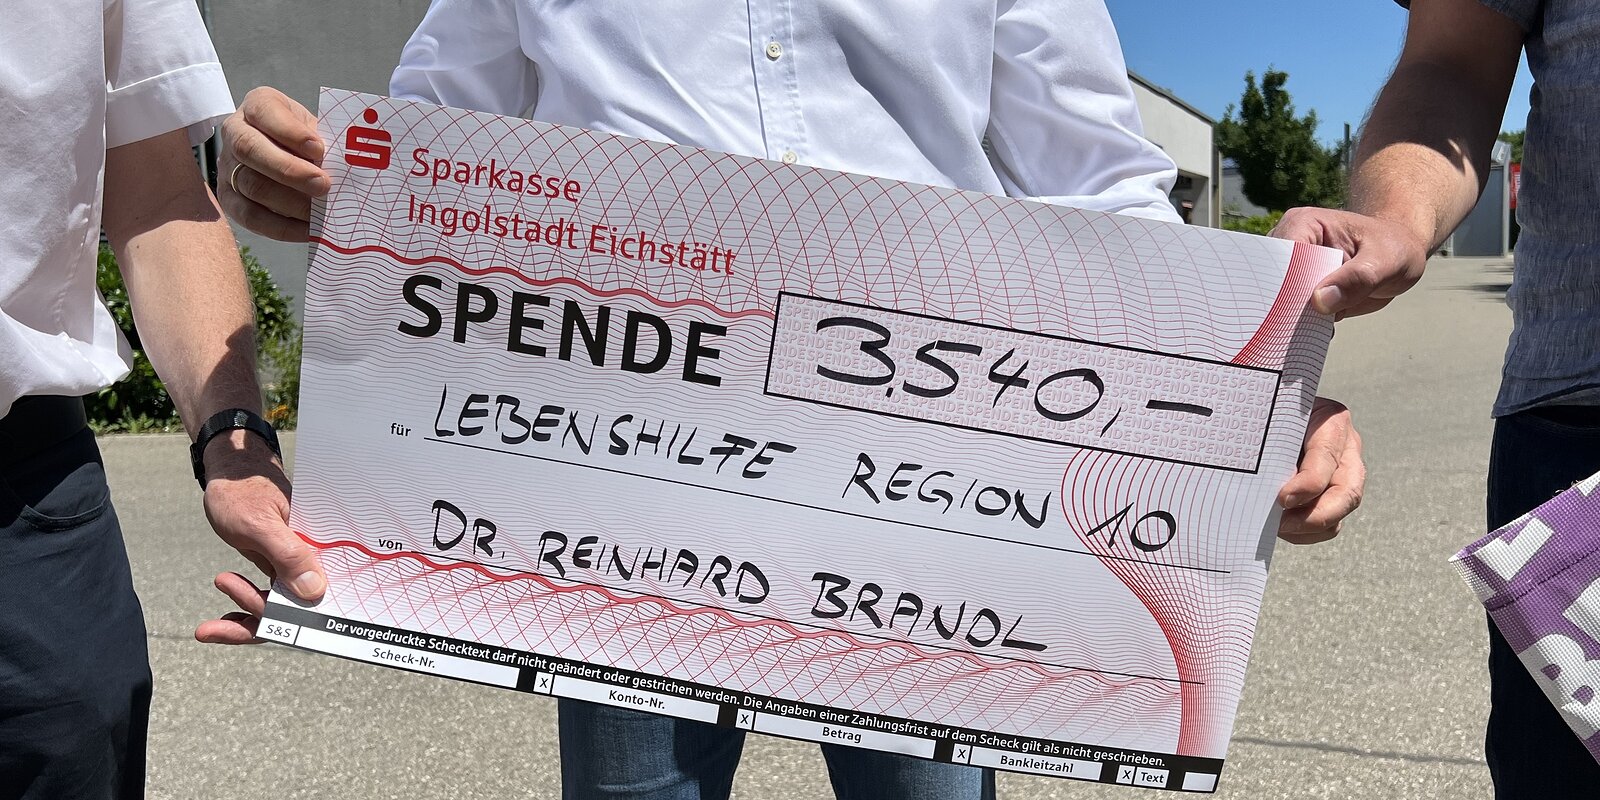 Sparkasse
Ingolstadt Eichstätt
SPENDE
3.540,-
für LEBENSHILFE REGION 10
von DR. REINHARD BRANDL
S&S Der vorgedruckte Schecktext darf nicht geändert oder gestrichen werden. Die Angaben einer Zahlungsfrist auf dem Scheck gilt als nicht geschrieben.
Scheck-Nr. X Konto-Nr. X Betrag X Bankleitzahl X Text